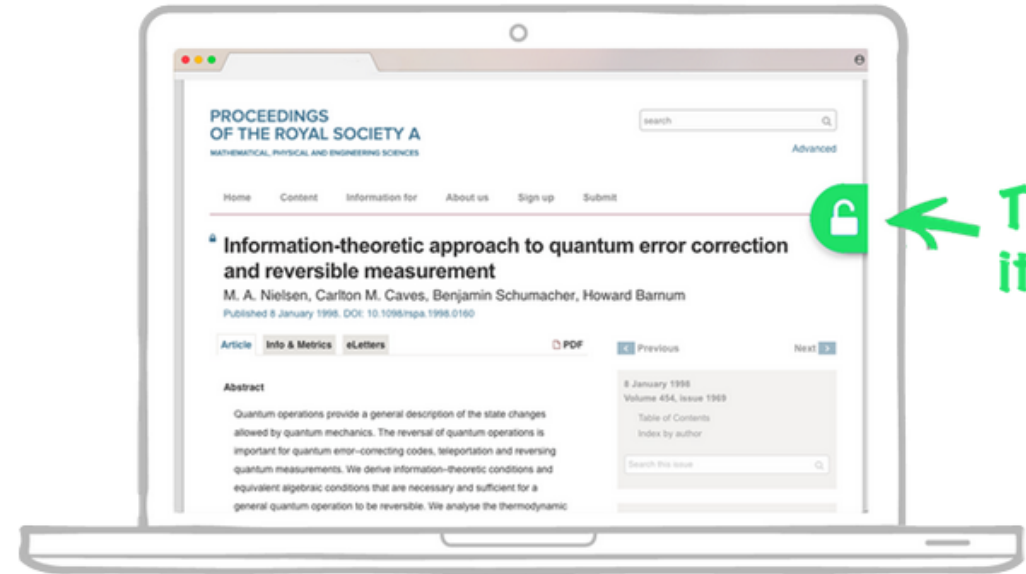 PROCEEDINGS
OF THE ROYAL SOCIETY A
MATHEMATICAL, PHYSICAL AND ENGINEERING SCIENCES
search
Advanced
Home Content Information for About us Sign up Submit
Information-theoretic approach to quantum error correction
and reversible measurement
M. A. Nielsen, Carlton M. Caves, Benjamin Schumacher, Howard Barnum
Published 8 January 1998. DOI: 10.1098/rspa.1998.0160
Article Info & Metrics eLetters PDF
Previous Next
Abstract
Quantum operations provide a general description of the state changes
allowed by quantum mechanics. The reversal of quantum operations is
important for quantum error–correcting codes, teleportation and reversing
quantum measurements. We derive information–theoretic conditions and
equivalent algebraic conditions that are necessary and sufficient for a
general quantum operation to be reversible. We analyse the thermodynamic
8 January 1998
Volume 454, issue 1969
Table of Contents
Index by author
Search this issue
T
it